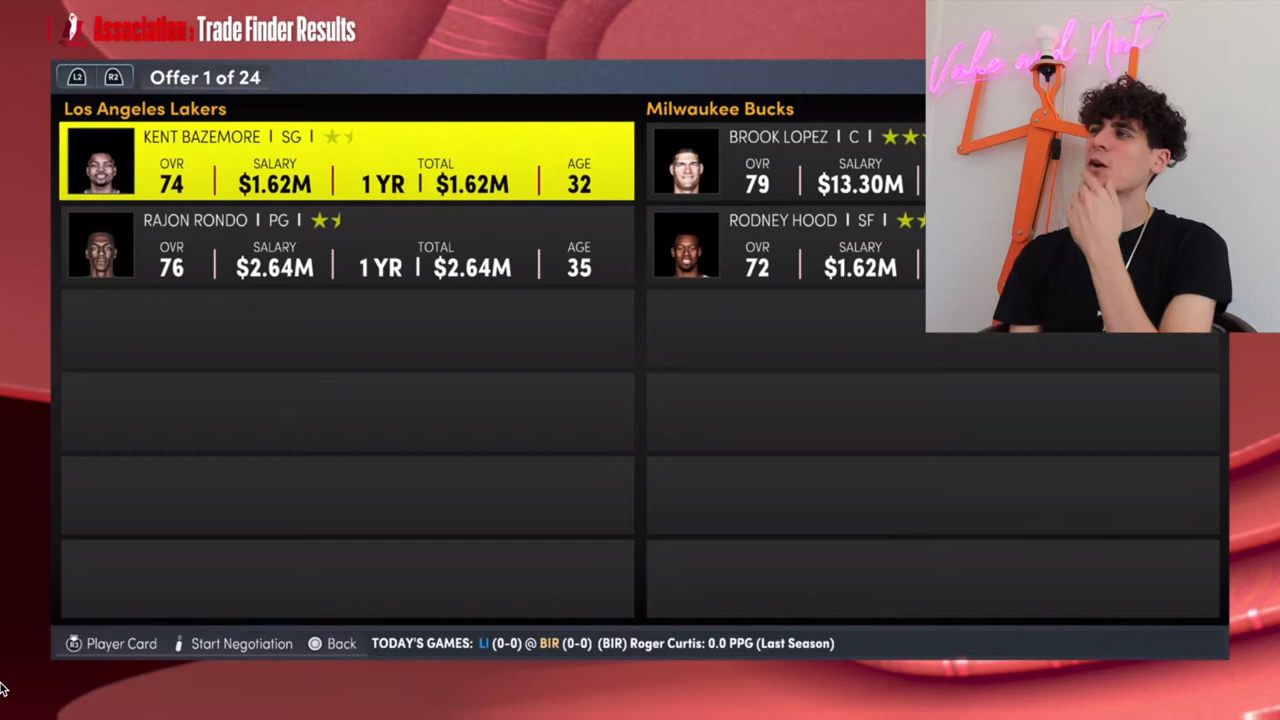 Association : Trade Finder Results
L2 R2 Offer 1 of 24
Los Angeles Lakers
KENT BAZEMORE | SG |
OVR SALARY TOTAL AGE
74 | $1.62M | 1 YR | $1.62M | 32
RAJON RONDO | PG |
OVR SALARY TOTAL AGE
76 | $2.64M | 1 YR | $2.64M | 35
Milwaukee Bucks
BROOK LOPEZ | C |
OVR SALARY
79 | $13.30M |
RODNEY HOOD | SF |
OVR SALARY
72 | $1.62M |
and Nat
R3 Player Card Start Negotiation Back TODAY'S GAMES: LI (0-0) @ BIR (0-0) (BIR) Roger Curtis: 0.0 PPG (Last Season)